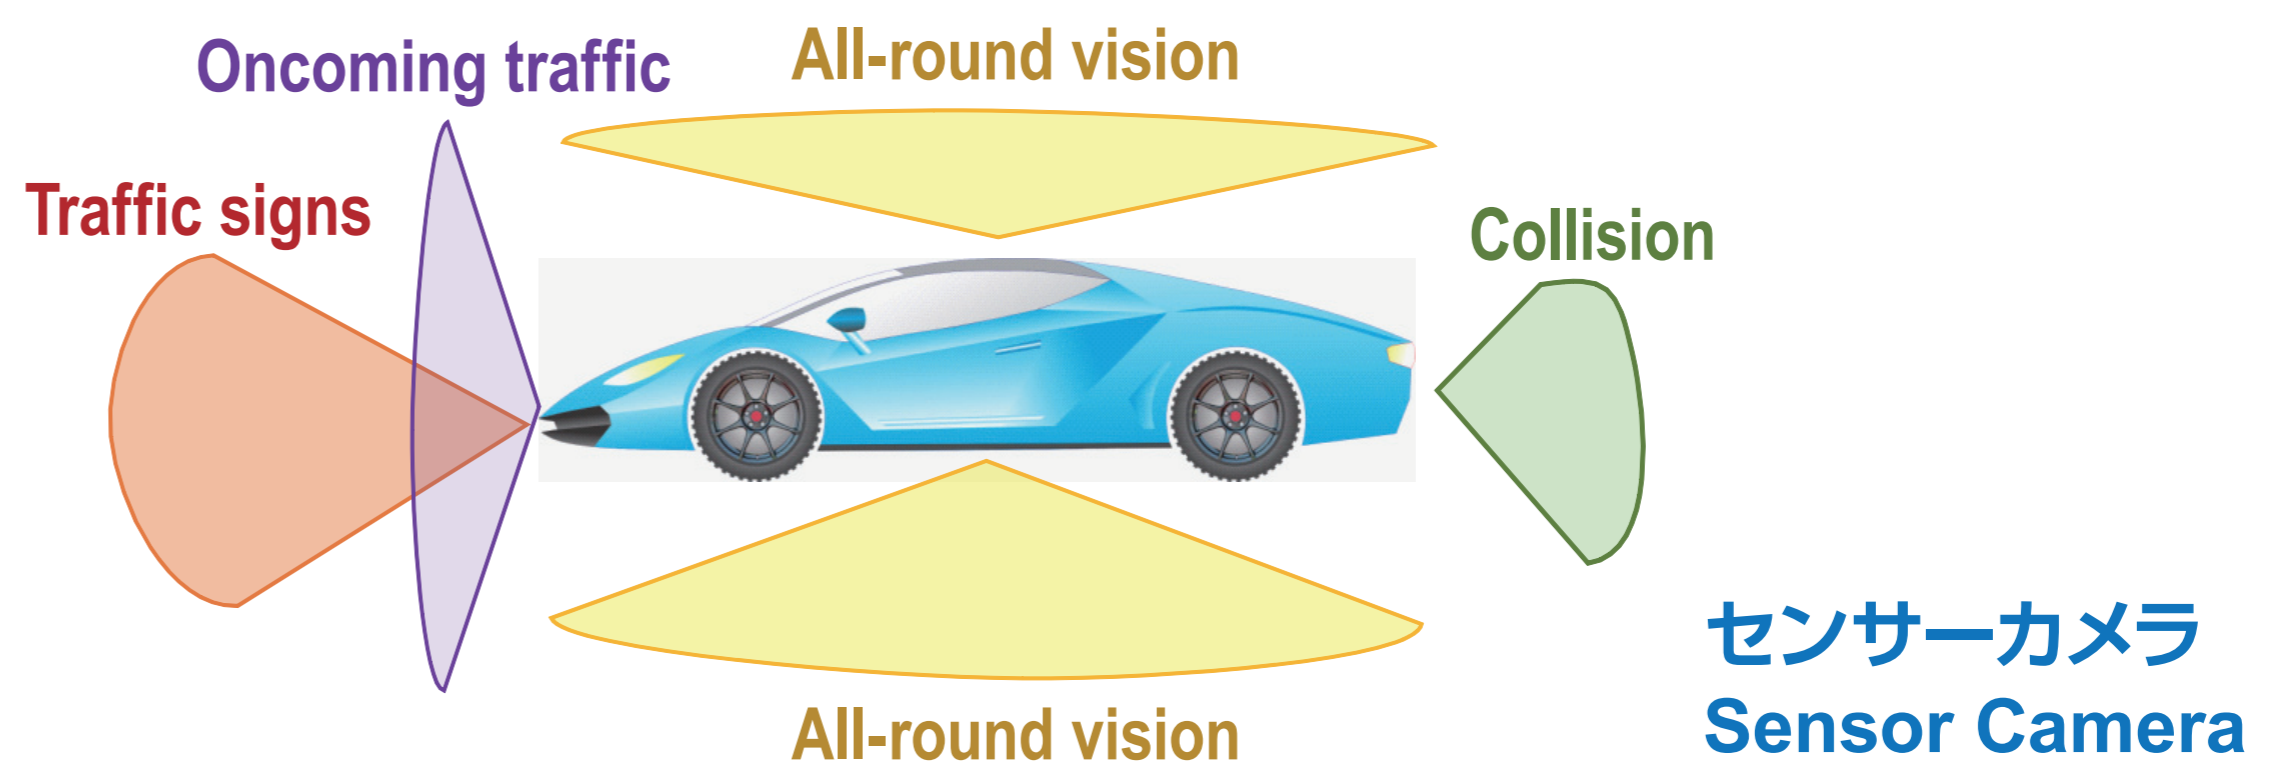 Oncoming traffic
All-round vision
Traffic signs
Collision
All-round vision
センサーカメラ
Sensor Camera